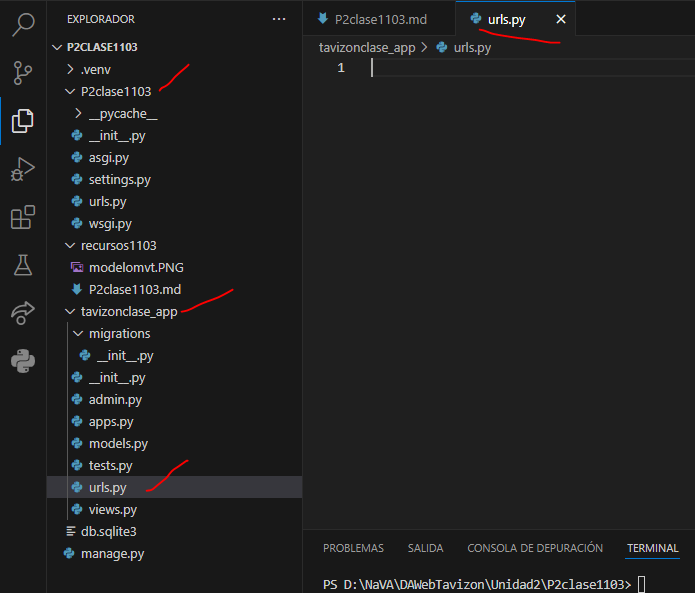 EXPLORADOR
P2CLASE1103
.venv
P2clase1103
__pycache__
__init__.py
asgi.py
settings.py
urls.py
wsgi.py
recursos1103
modelomvt.PNG
P2clase1103.md
tavizonclase_app
migrations
__init__.py
__init__.py
admin.py
apps.py
models.py
tests.py
urls.py
views.py
db.sqlite3
manage.py
P2clase1103.md
urls.py
tavizonclase_app > urls.py
1
PROBLEMAS SALIDA CONSOLA DE DEPURACIÓN TERMINAL
PS D:\NaVA\DAWebTavizon\Unidad2\P2clase1103>